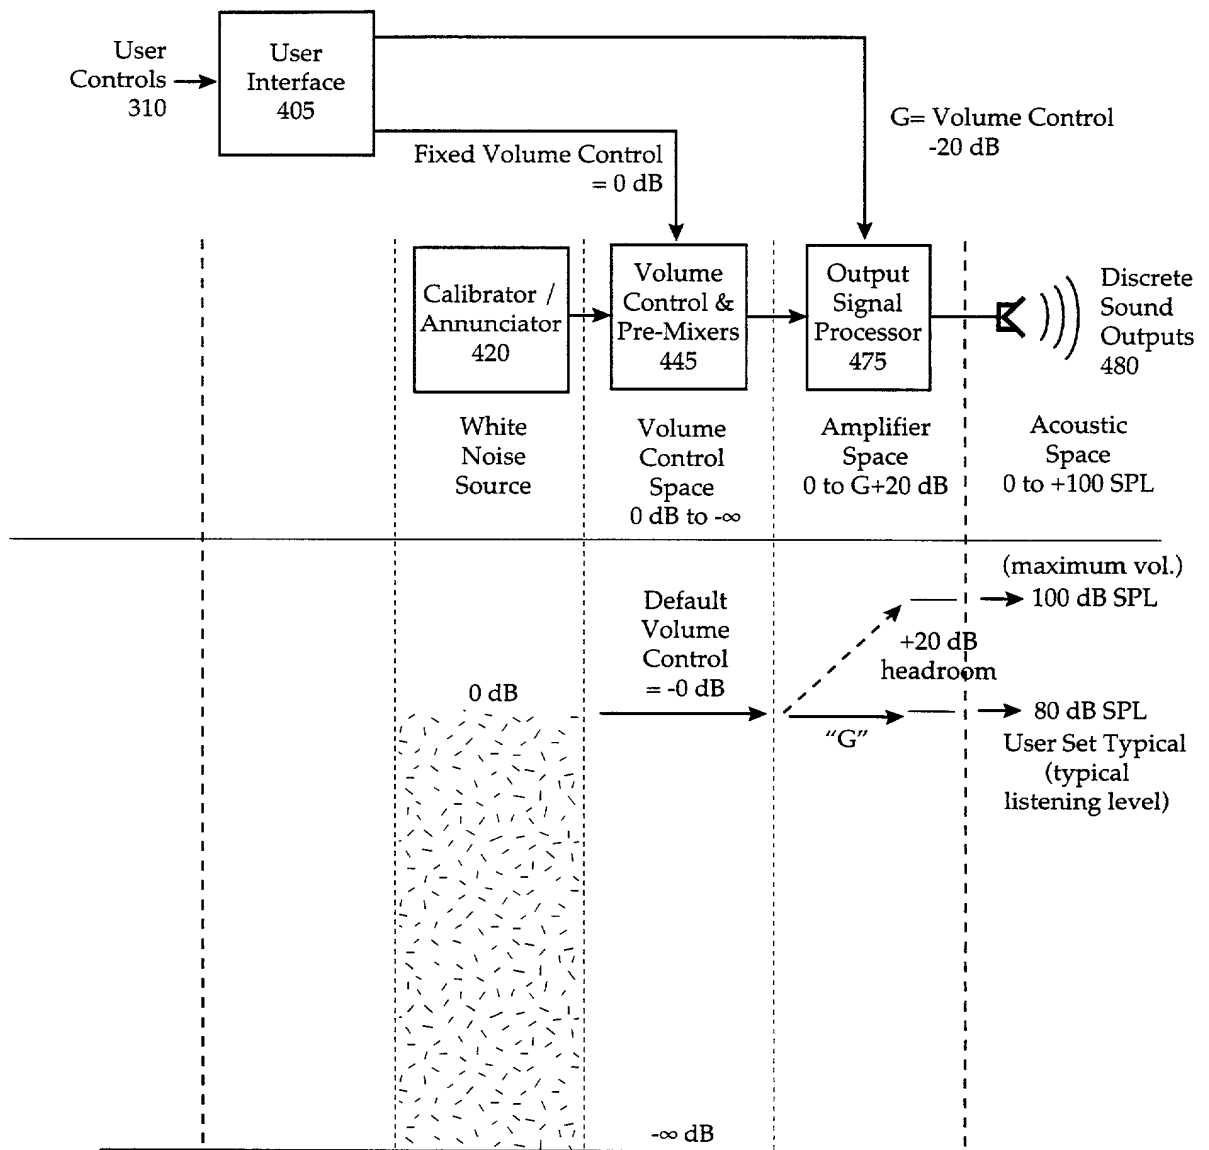 User
Controls
310
User
Interface
405
Fixed Volume Control
= 0 dB
G= Volume Control
-20 dB
Calibrator /
Annunciator
420
Volume
Control &
Pre-Mixers
445
Output
Signal
Processor
475
Discrete
Sound
Outputs
480
White
Noise
Source
Volume
Control
Space
0 dB to -∞
Amplifier
Space
0 to G+20 dB
Acoustic
Space
0 to +100 SPL
(maximum vol.)
100 dB SPL
Default
Volume
Control
= -0 dB
+20 dB
headroom
0 dB
"G"
80 dB SPL
User Set Typical
(typical
listening level)
-∞ dB